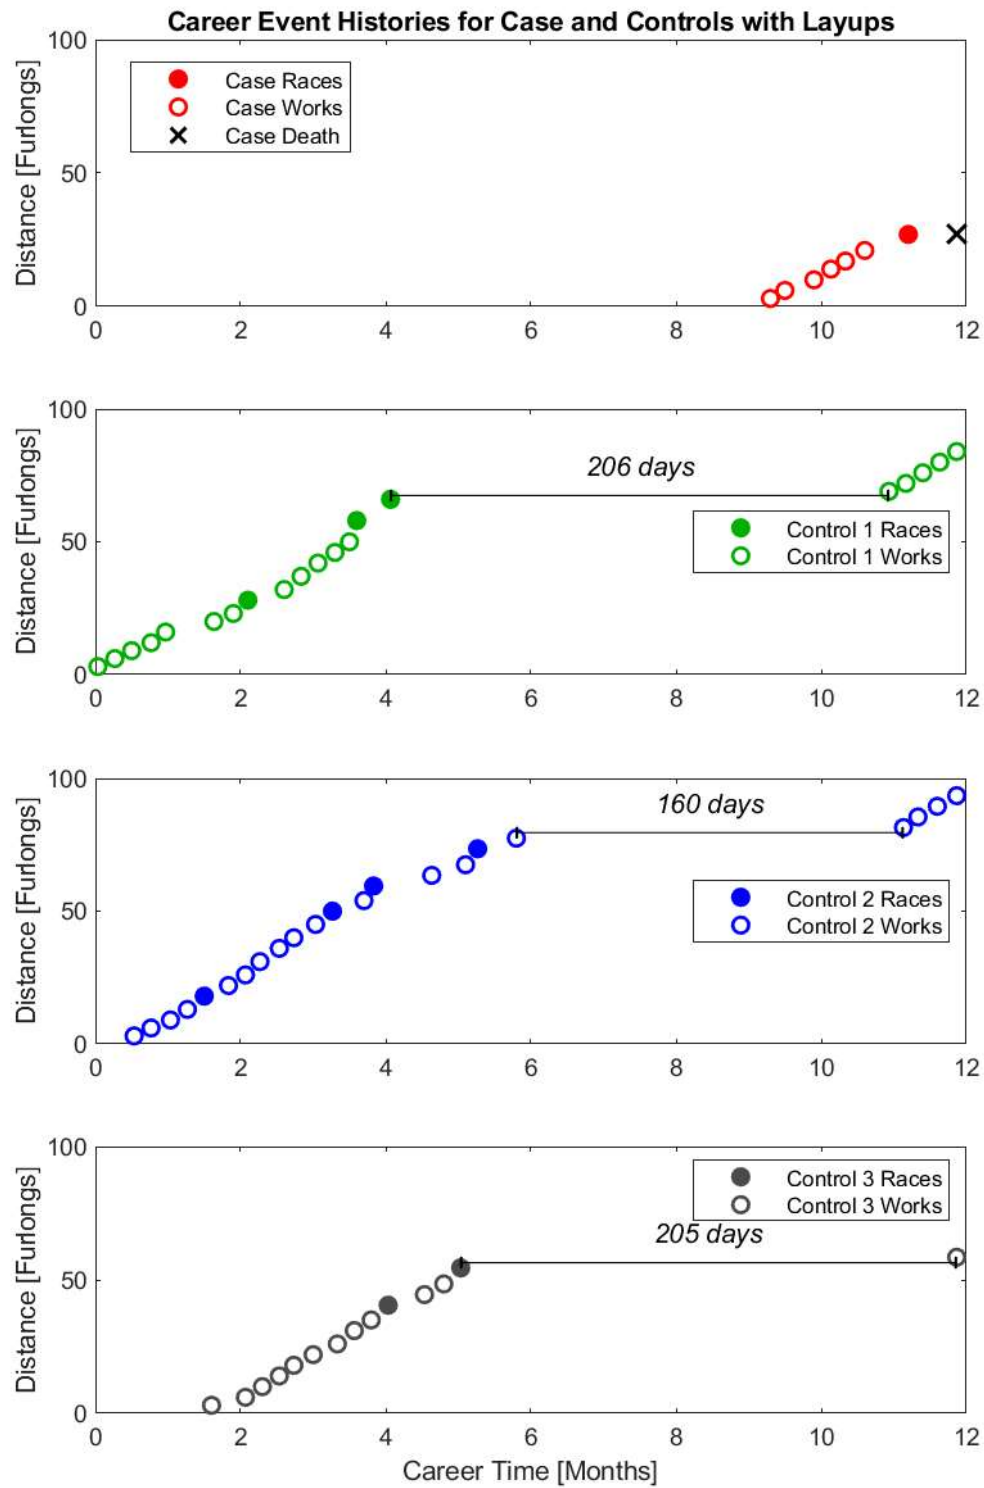 Career Event Histories for Case and Controls with Layups
100
50
0
Distance [Furlongs]
Case Races
Case Works
Case Death
0 2 4 6 8 10 12
100
50
0
Distance [Furlongs]
206 days
Control 1 Races
Control 1 Works
0 2 4 6 8 10 12
100
50
0
Distance [Furlongs]
160 days
Control 2 Races
Control 2 Works
0 2 4 6 8 10 12
100
50
0
Distance [Furlongs]
Control 3 Races
Control 3 Works
205 days
0 2 4 6 8 10 12
Career Time [Months]